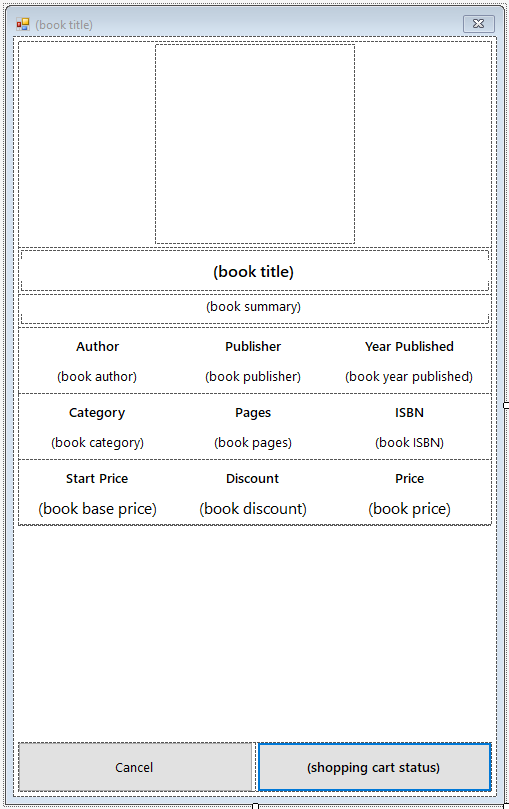 (book title)
(book title)
(book summary)
Author Publisher Year Published
(book author) (book publisher) (book year published)
Category Pages ISBN
(book category) (book pages) (book ISBN)
Start Price Discount Price
(book base price) (book discount) (book price)
Cancel (shopping cart status)